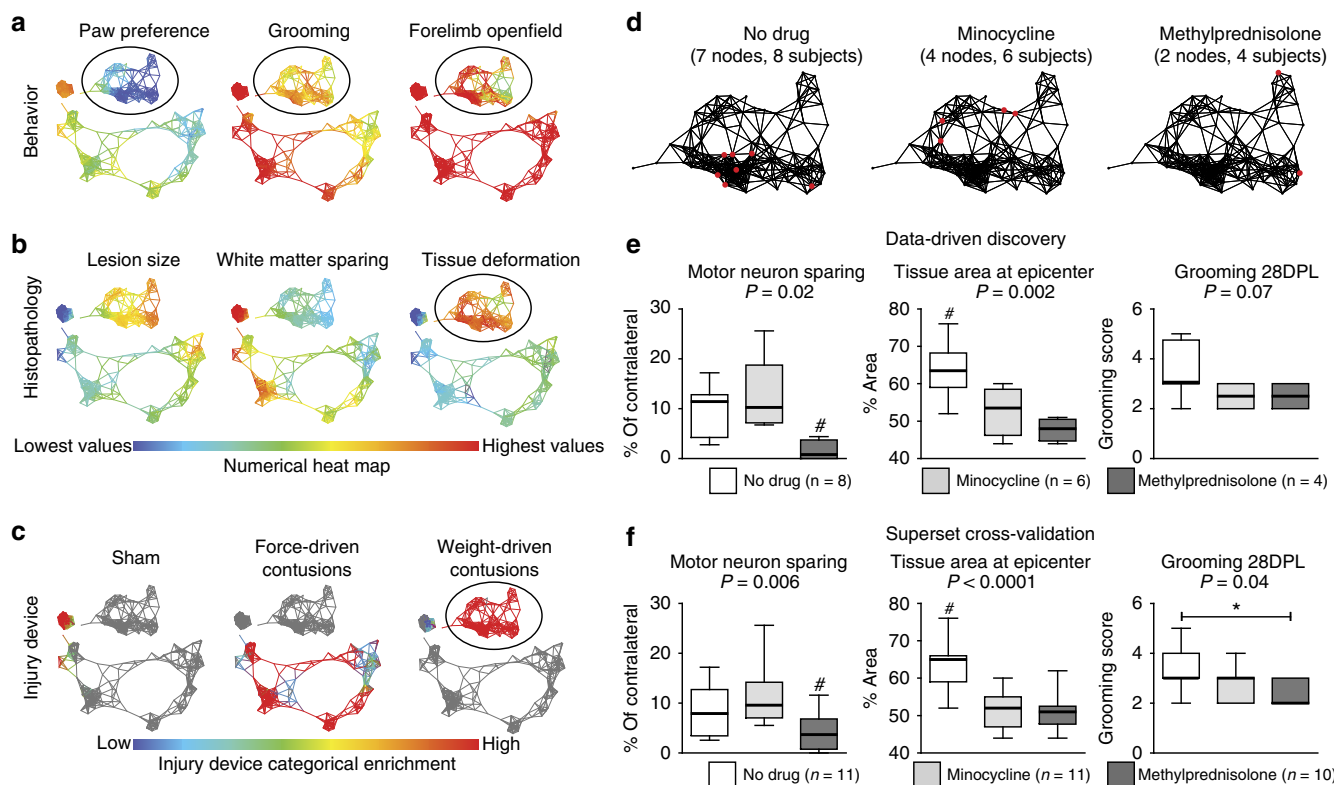 a
Paw preference
Grooming
Forelimb openfield
Behavior
b
Lesion size
White matter sparing
Tissue deformation
Histopathology
Lowest values
Highest values
Numerical heat map
c
Sham
Force-driven
contusions
Weight-driven
contusions
Injury device
Low
High
Injury device categorical enrichment
d
No drug
(7 nodes, 8 subjects)
Minocycline
(4 nodes, 6 subjects)
Methylprednisolone
(2 nodes, 4 subjects)
e
Data-driven discovery
Motor neuron sparing
P = 0.02
% Of contralateral
30
20
10
0
#
Tissue area at epicenter
P = 0.002
% Area
80
70
60
50
40
#
Grooming 28DPL
P = 0.07
Grooming score
6
4
2
0
No drug (n = 8)
Minocycline (n = 6)
Methylprednisolone (n = 4)
f
Superset cross-validation
Motor neuron sparing
P = 0.006
% Of contralateral
30
20
10
0
#
Tissue area at epicenter
P < 0.0001
% Area
80
70
60
50
40
#
Grooming 28DPL
P = 0.04
Grooming score
6
4
2
0
*
No drug (n = 11)
Minocycline (n = 11)
Methylprednisolone (n = 10)